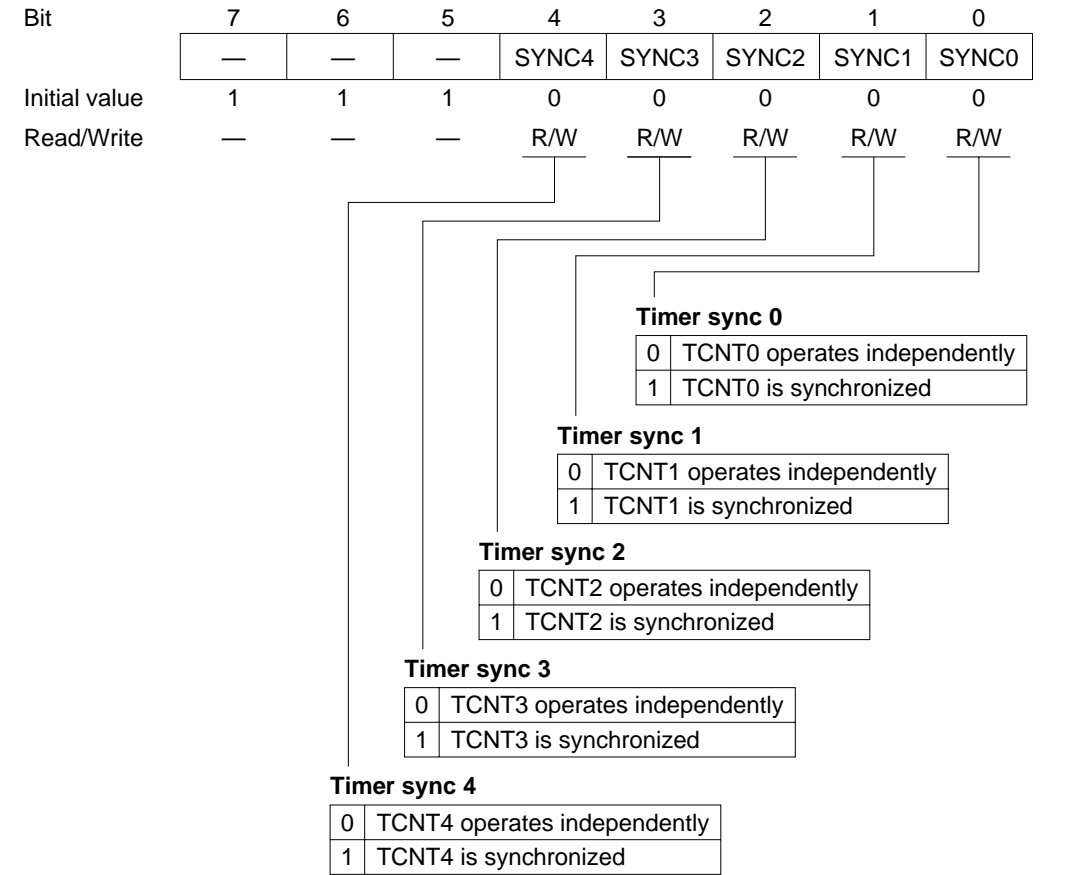 Bit 7 6 5 4 3 2 1 0
— — — SYNC4 SYNC3 SYNC2 SYNC1 SYNC0
Initial value 1 1 1 0 0 0 0 0
Read/Write — — — R/W R/W R/W R/W R/W
Timer sync 0
0 TCNT0 operates independently
1 TCNT0 is synchronized
Timer sync 1
0 TCNT1 operates independently
1 TCNT1 is synchronized
Timer sync 2
0 TCNT2 operates independently
1 TCNT2 is synchronized
Timer sync 3
0 TCNT3 operates independently
1 TCNT3 is synchronized
Timer sync 4
0 TCNT4 operates independently
1 TCNT4 is synchronized